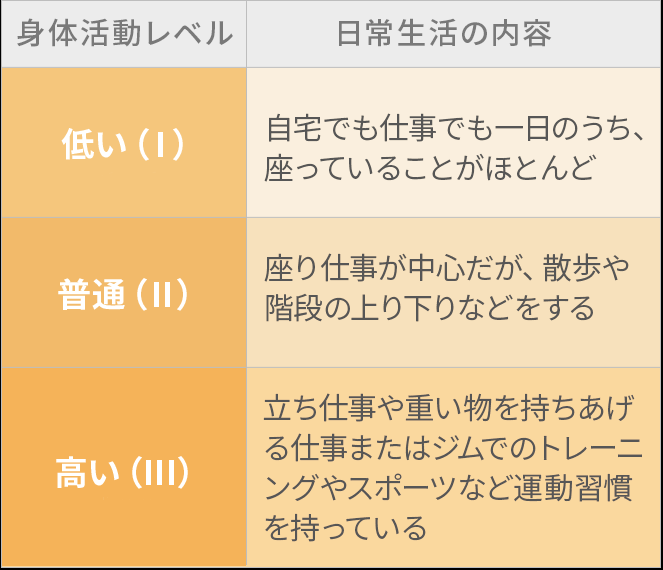 身体活動レベル
日常生活の内容
低い(I)
自宅でも仕事でも一日のうち、
座っていることがほとんど
普通(II)
座り仕事が中心だが、散歩や
階段の上り下りなどをする
高い(III)
立ち仕事や重い物を持ちあげ
る仕事またはジムでのトレーニ
ングやスポーツなど運動習慣
を持っている